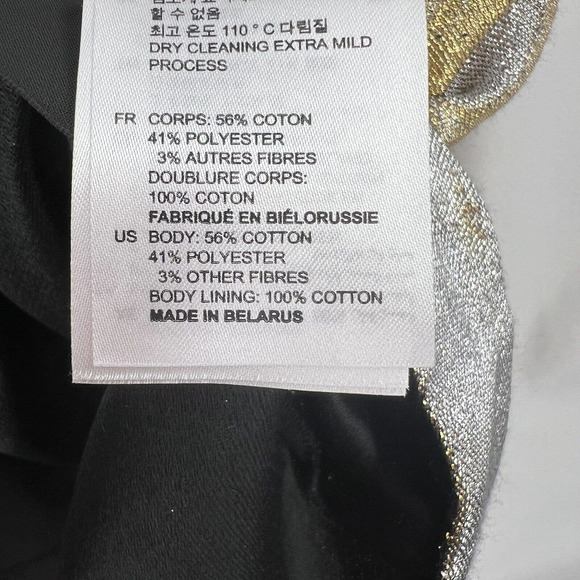 할 수 없음
최고 온도 110 ° C 다림질
DRY CLEANING EXTRA MILD
PROCESS
FR CORPS: 56% COTON
41% POLYESTER
3% AUTRES FIBRES
DOUBLURE CORPS:
100% COTON
FABRIQUÉ EN BIÉLORUSSIE
US BODY: 56% COTTON
41% POLYESTER
3% OTHER FIBRES
BODY LINING: 100% COTTON
MADE IN BELARUS